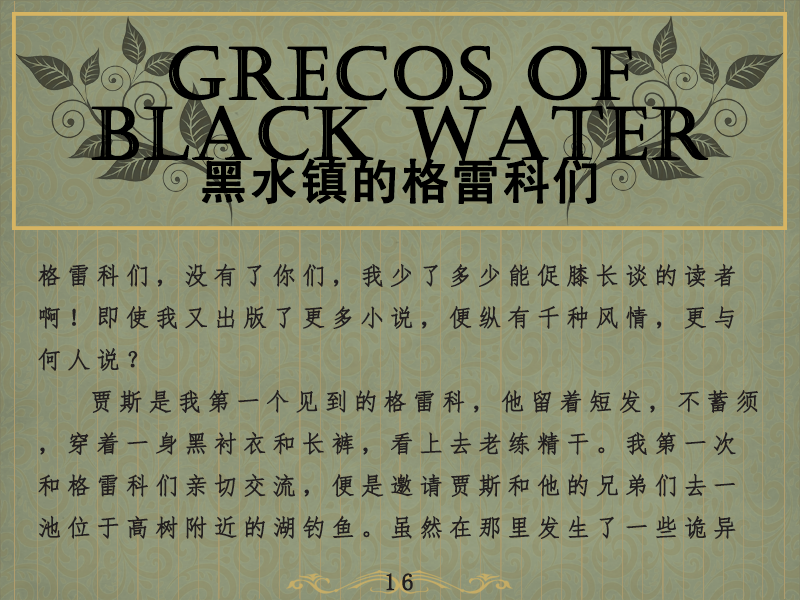 GRECOS OF
BLACK WATER
黑水镇的格雷科们
格雷科们，没有了你们，我少了多少能促膝长谈的读者
啊！即使我又出版了更多小说，便纵有千种风情，更与
何人说？
贾斯是我第一个见到的格雷科，他留着短发，不蓄须
，穿着一身黑衬衣和长裤，看上去老练精干。我第一次
和格雷科们亲切交流，便是邀请贾斯和他的兄弟们去一
池位于高树附近的湖钓鱼。虽然在那里发生了一些诡异
16